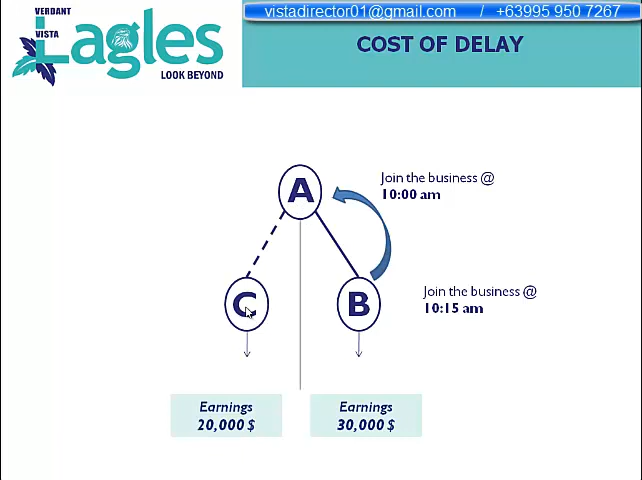 VERDANT
VISTA
Eagles
LOOK BEYOND
vistadirector01@gmail.com / +63995 950 7267
COST OF DELAY
A
Join the business @
10:00 am
C
B
Join the business @
10:15 am
Earnings
20,000 $
Earnings
30,000 $